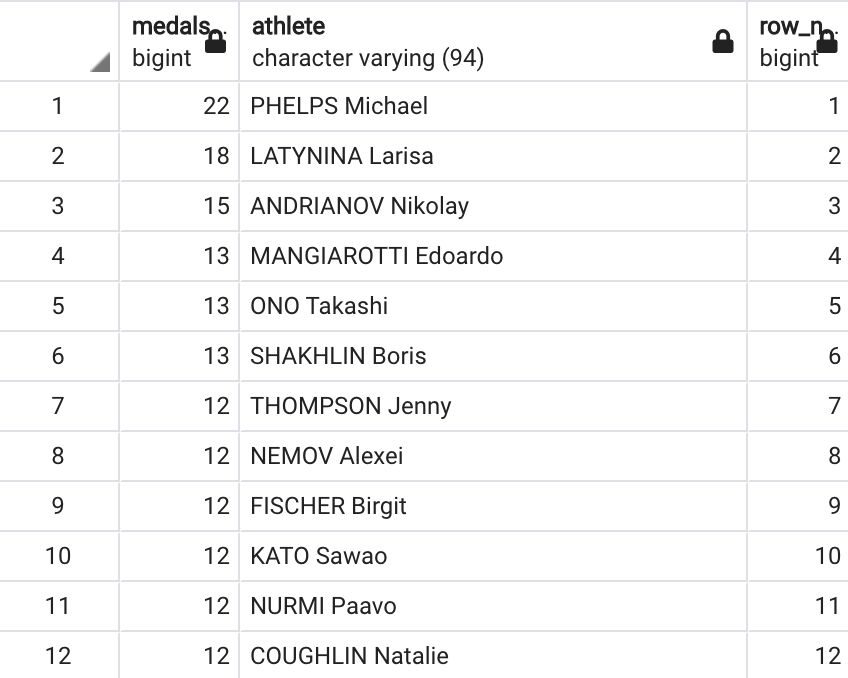 medals athlete row_n
bigint character varying (94) bigint
1 22 PHELPS Michael 1
2 18 LATYNINA Larisa 2
3 15 ANDRIANOV Nikolay 3
4 13 MANGIAROTTI Edoardo 4
5 13 ONO Takashi 5
6 13 SHAKHLIN Boris 6
7 12 THOMPSON Jenny 7
8 12 NEMOV Alexei 8
9 12 FISCHER Birgit 9
10 12 KATO Sawao 10
11 12 NURMI Paavo 11
12 12 COUGHLIN Natalie 12